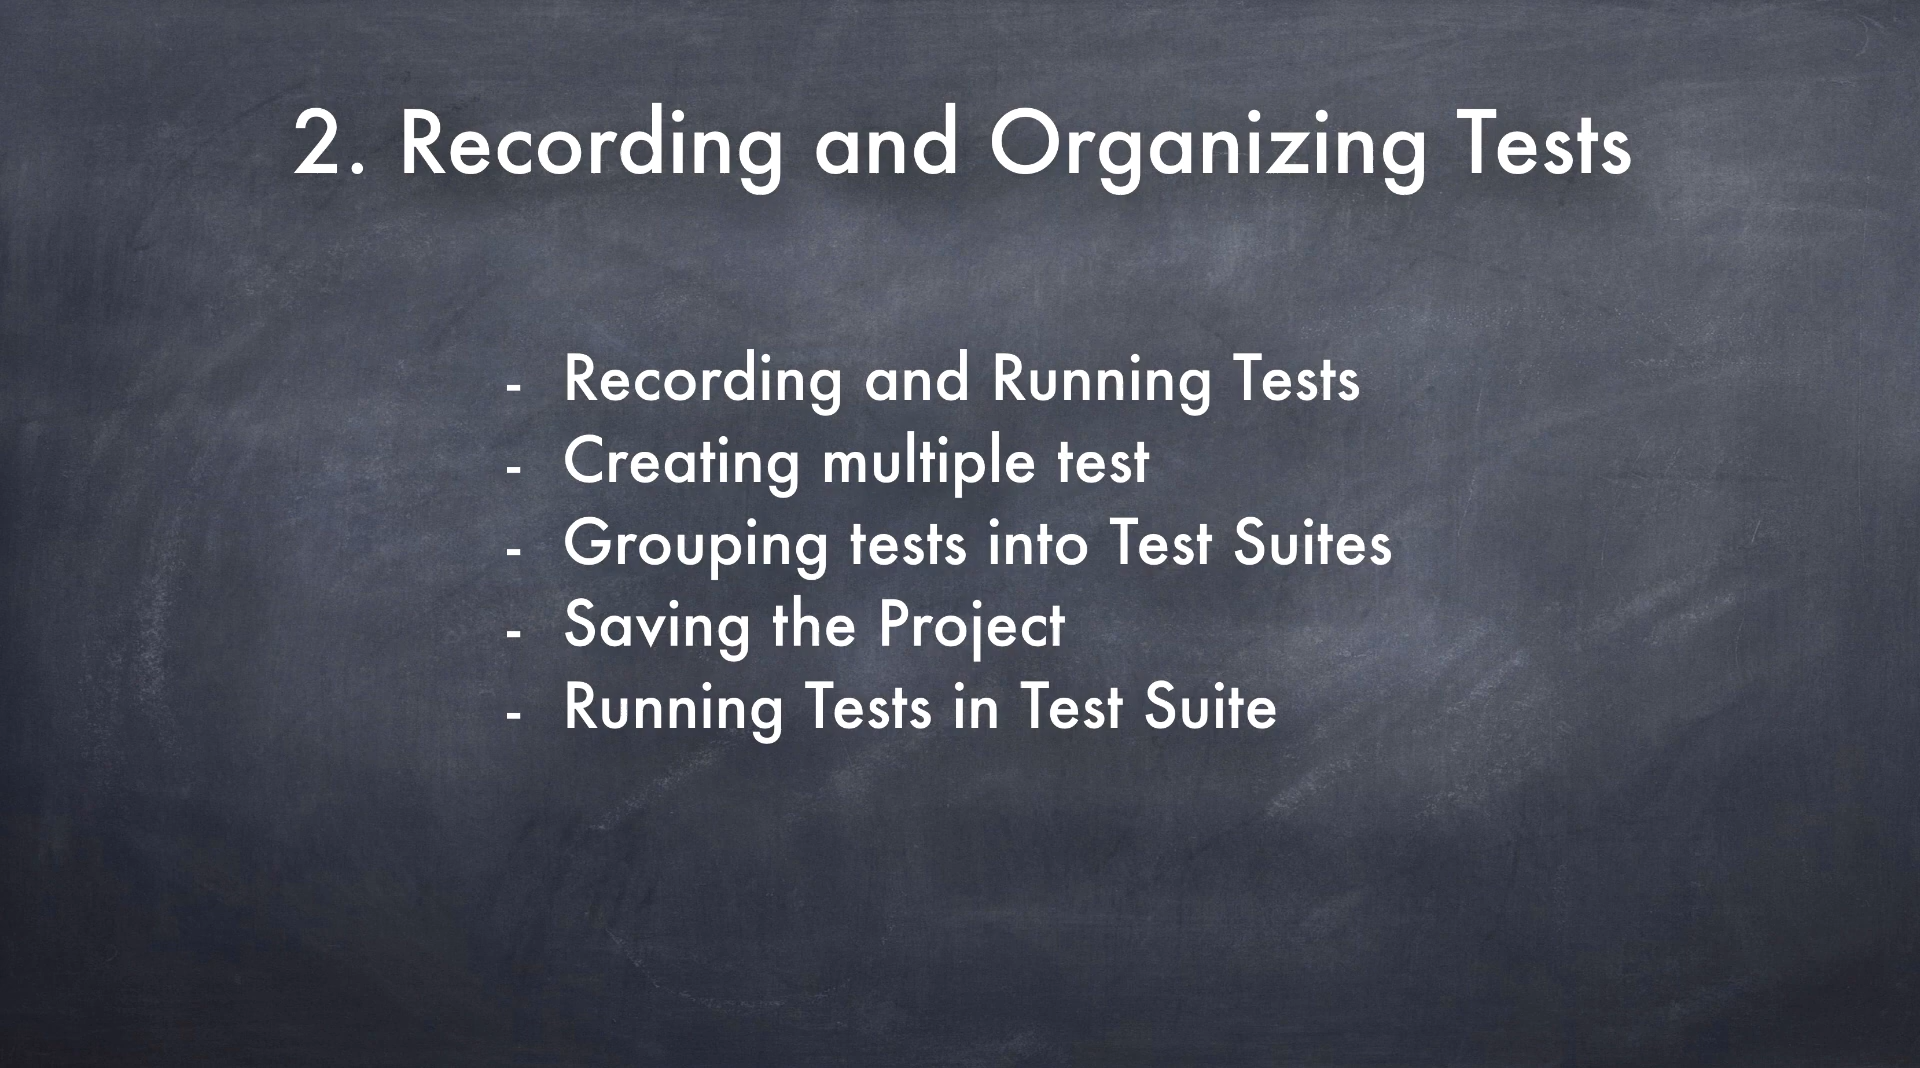 2. Recording and Organizing Tests
- Recording and Running Tests
- Creating multiple test
- Grouping tests into Test Suites
- Saving the Project
- Running Tests in Test Suite